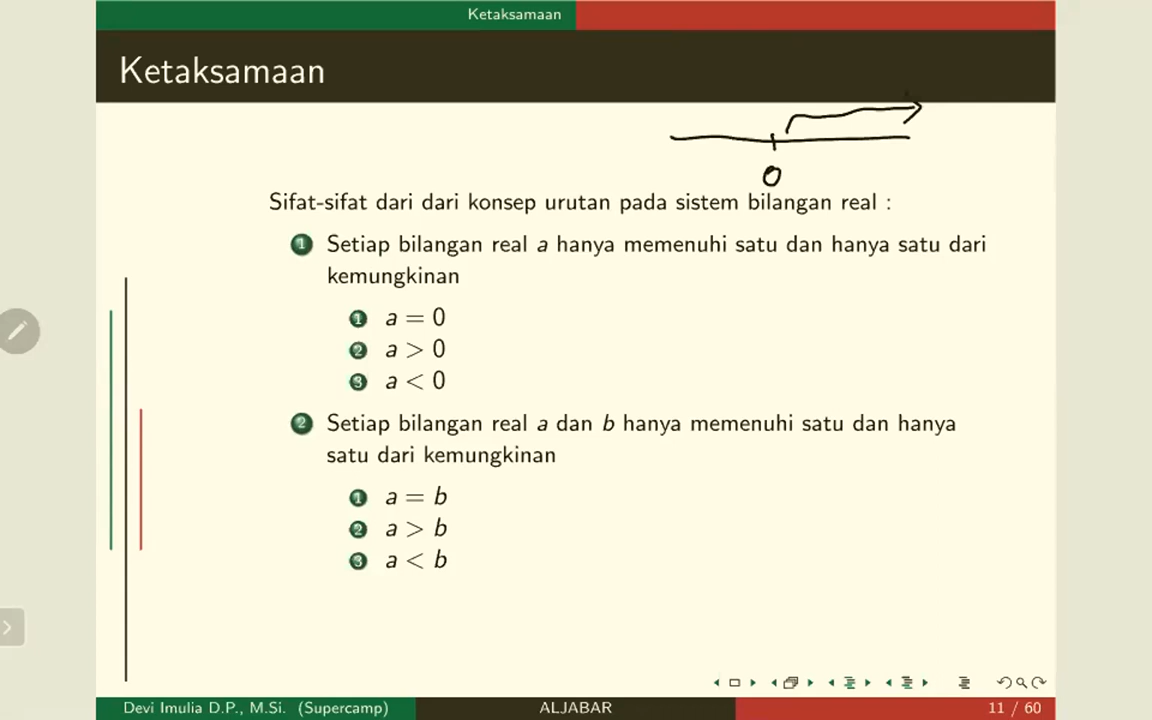 Ketaksamaan
Ketaksamaan
0
Sifat-sifat dari dari konsep urutan pada sistem bilangan real :
1 Setiap bilangan real a hanya memenuhi satu dan hanya satu dari
kemungkinan
1 a = 0
2 a > 0
3 a < 0
2 Setiap bilangan real a dan b hanya memenuhi satu dan hanya
satu dari kemungkinan
1 a = b
2 a > b
3 a < b
Devi Imulia D.P., M.Si. (Supercamp) ALJABAR 11 / 60